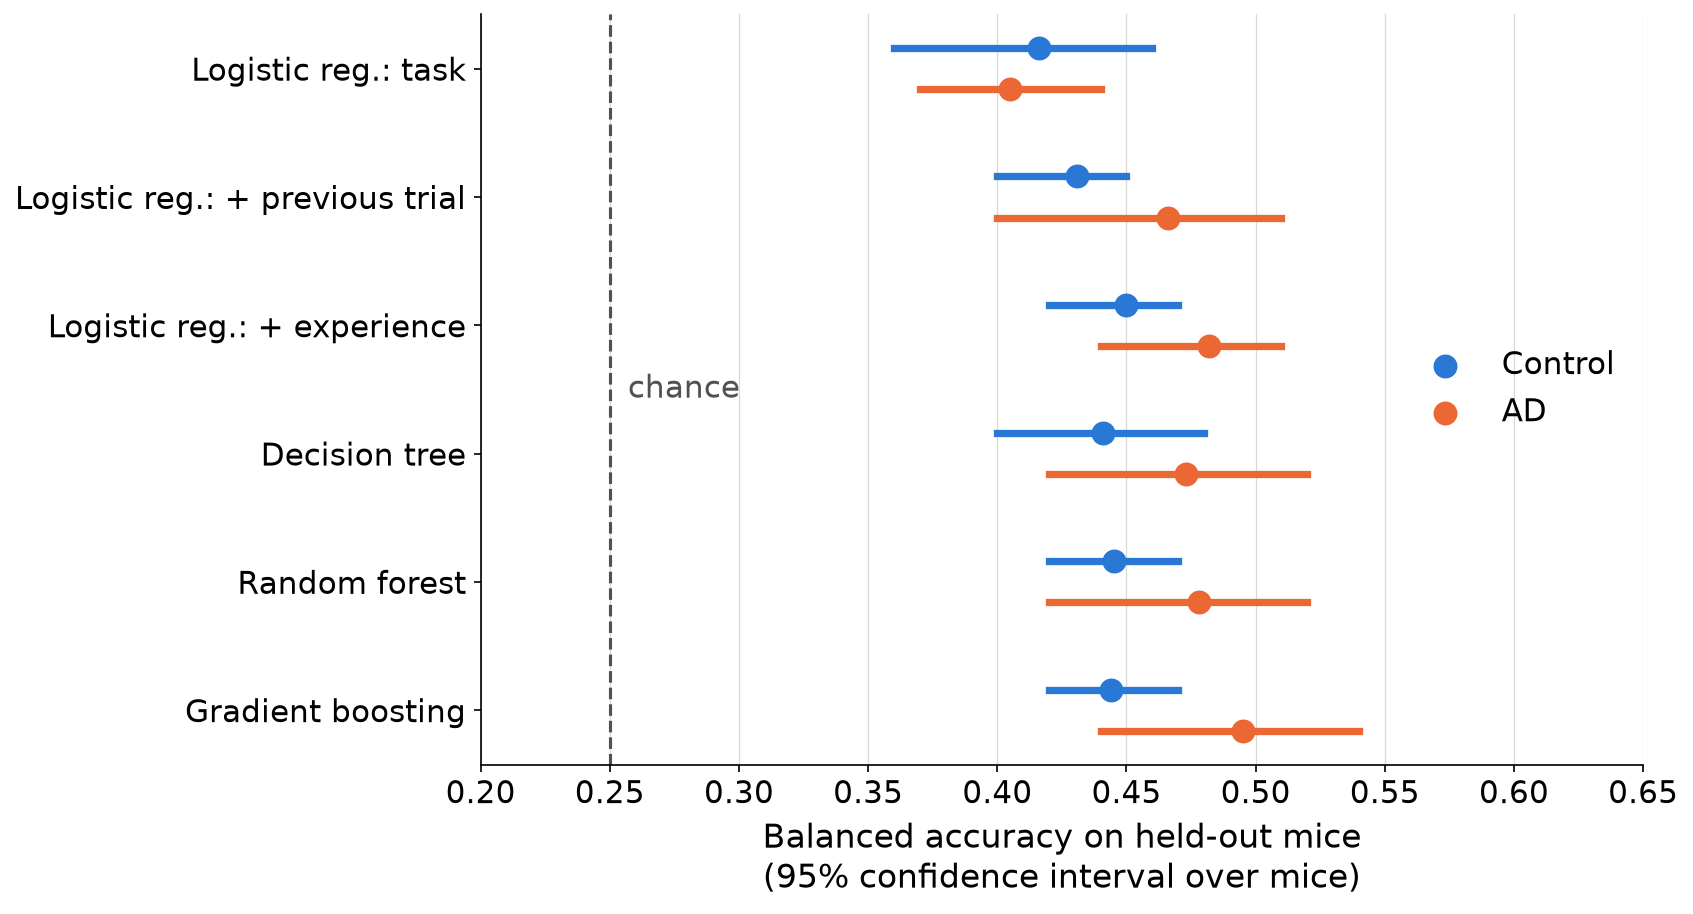 Logistic reg.: task
Logistic reg.: + previous trial
Logistic reg.: + experience
Decision tree
Random forest
Gradient boosting
chance
Control
AD
0.20 0.25 0.30 0.35 0.40 0.45 0.50 0.55 0.60 0.65
Balanced accuracy on held-out mice
(95% confidence interval over mice)